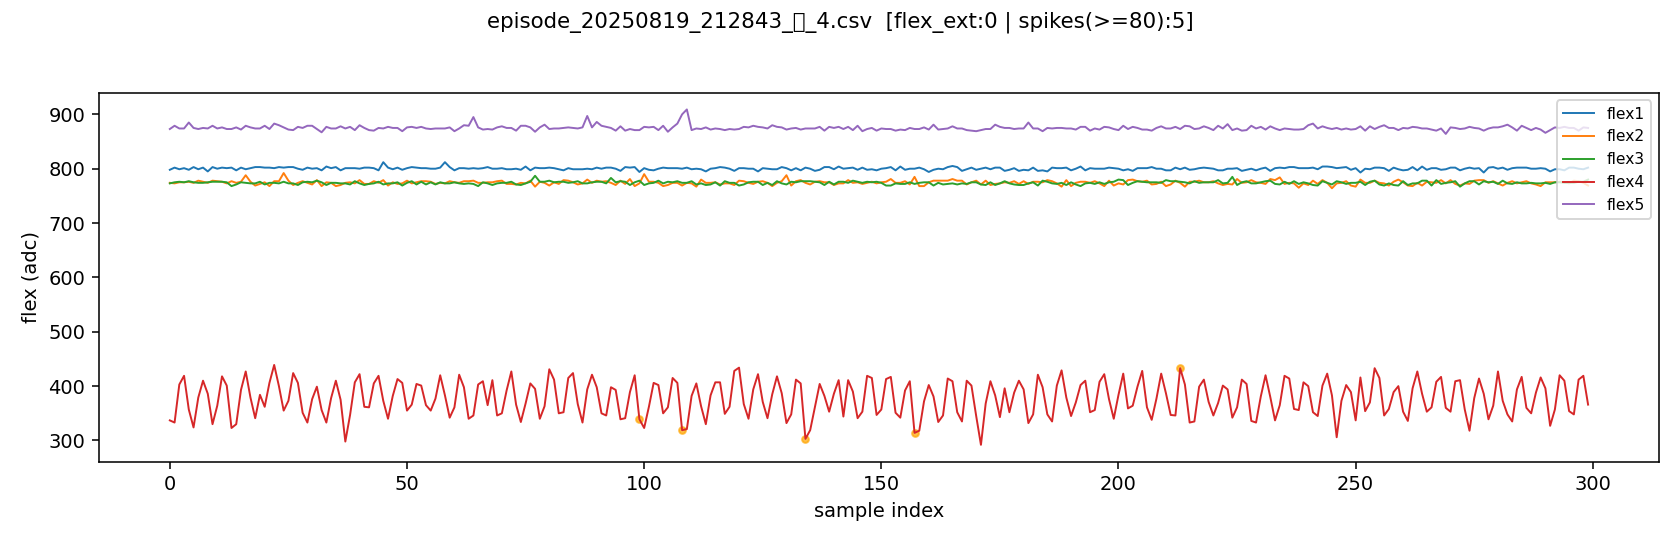 episode_20250819_212843_▯_4.csv [flex_ext:0 | spikes(>=80):5]
900
800
700
600
500
400
300
flex (adc)
flex1
flex2
flex3
flex4
flex5
0
50
100
150
200
250
300
sample index